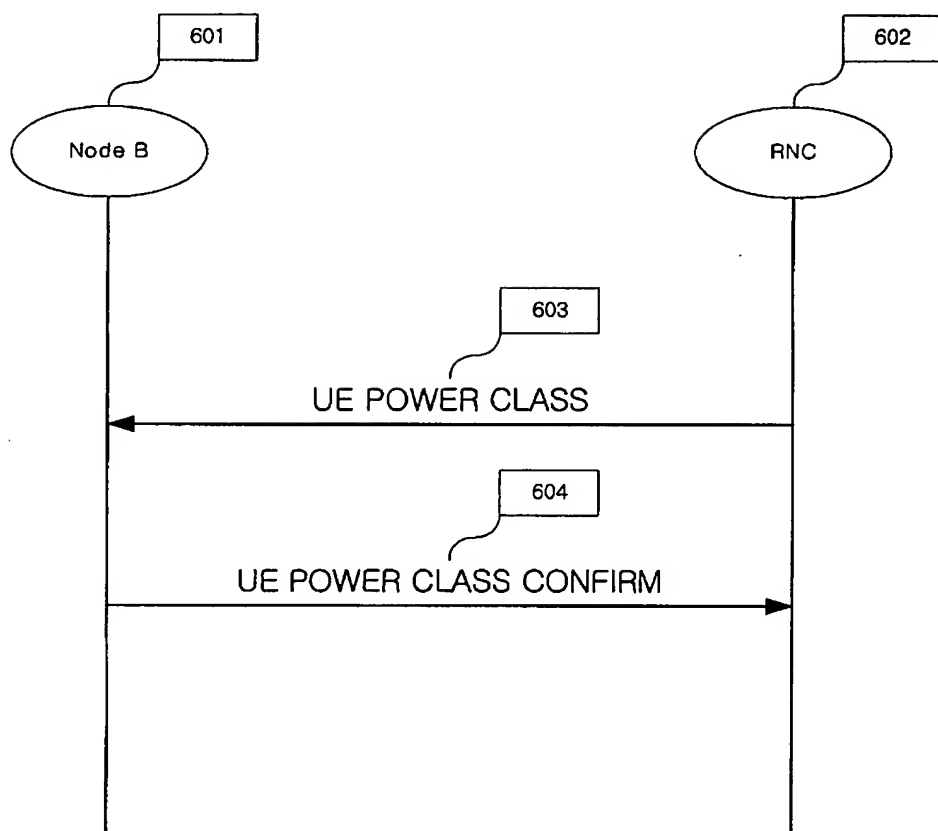 601
602
Node B
RNC
603
UE POWER CLASS
604
UE POWER CLASS CONFIRM